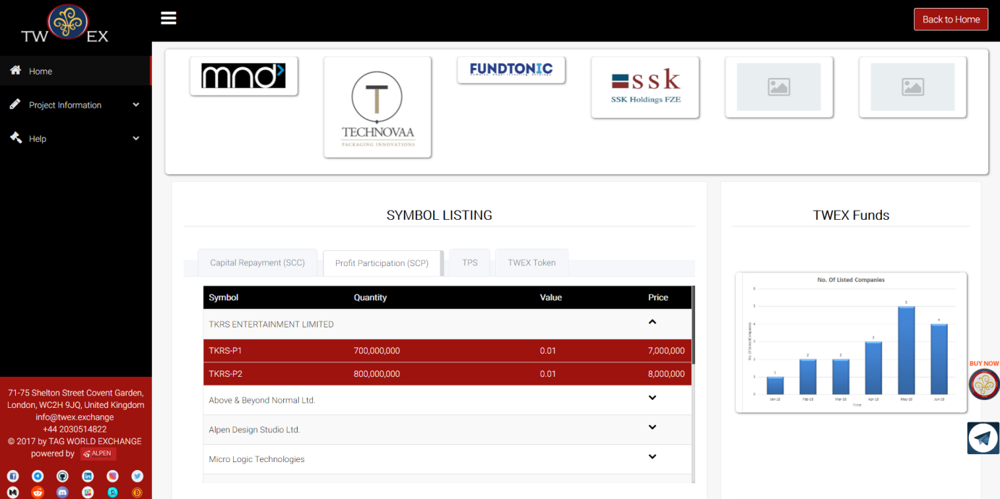 TW EX
Back to Home
Home
Project Information
Help
mnd
TECHNOVAA
PACKAGING INNOVATIONS
FUNDTONIC
ssk
SSK Holdings FZE
SYMBOL LISTING
Capital Repayment (SCC) Profit Participation (SCP) TPS TWEX Token
Symbol Quantity Value Price
TKRS ENTERTAINMENT LIMITED
TKRS-P1 700,000,000 0.01 7,000,000
TKRS-P2 800,000,000 0.01 8,000,000
Above & Beyond Normal Ltd.
Alpen Design Studio Ltd.
Micro Logic Technologies
TWEX Funds
No. Of Listed Companies
6
5
4
3
2
1
0
1 2 2 3 5 4
Jan-18 Feb-18 Mar-18 Apr-18 May-18 Jun-18
Time
No. Of Listed Companies
BUY NOW
71-75 Shelton Street Covent Garden,
London, WC2H 9JQ, United Kingdom
info@twex.exchange
+44 2030514822
© 2017 by TAG WORLD EXCHANGE
powered by ALPEN